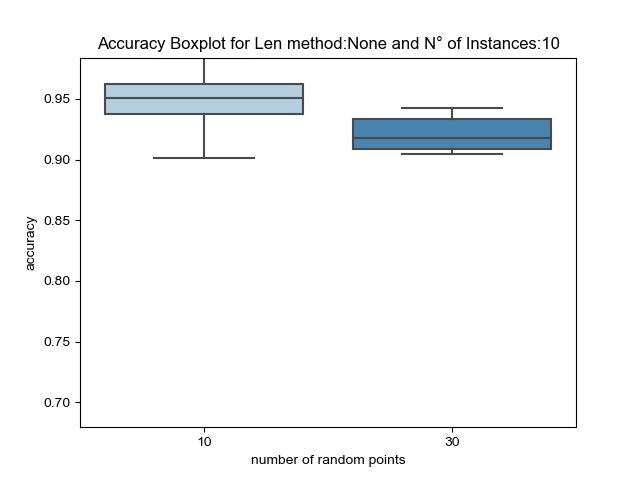 Accuracy Boxplot for Len method:None and N° of Instances:10
0.95
0.90
0.85
0.80
0.75
0.70
accuracy
10 30
number of random points